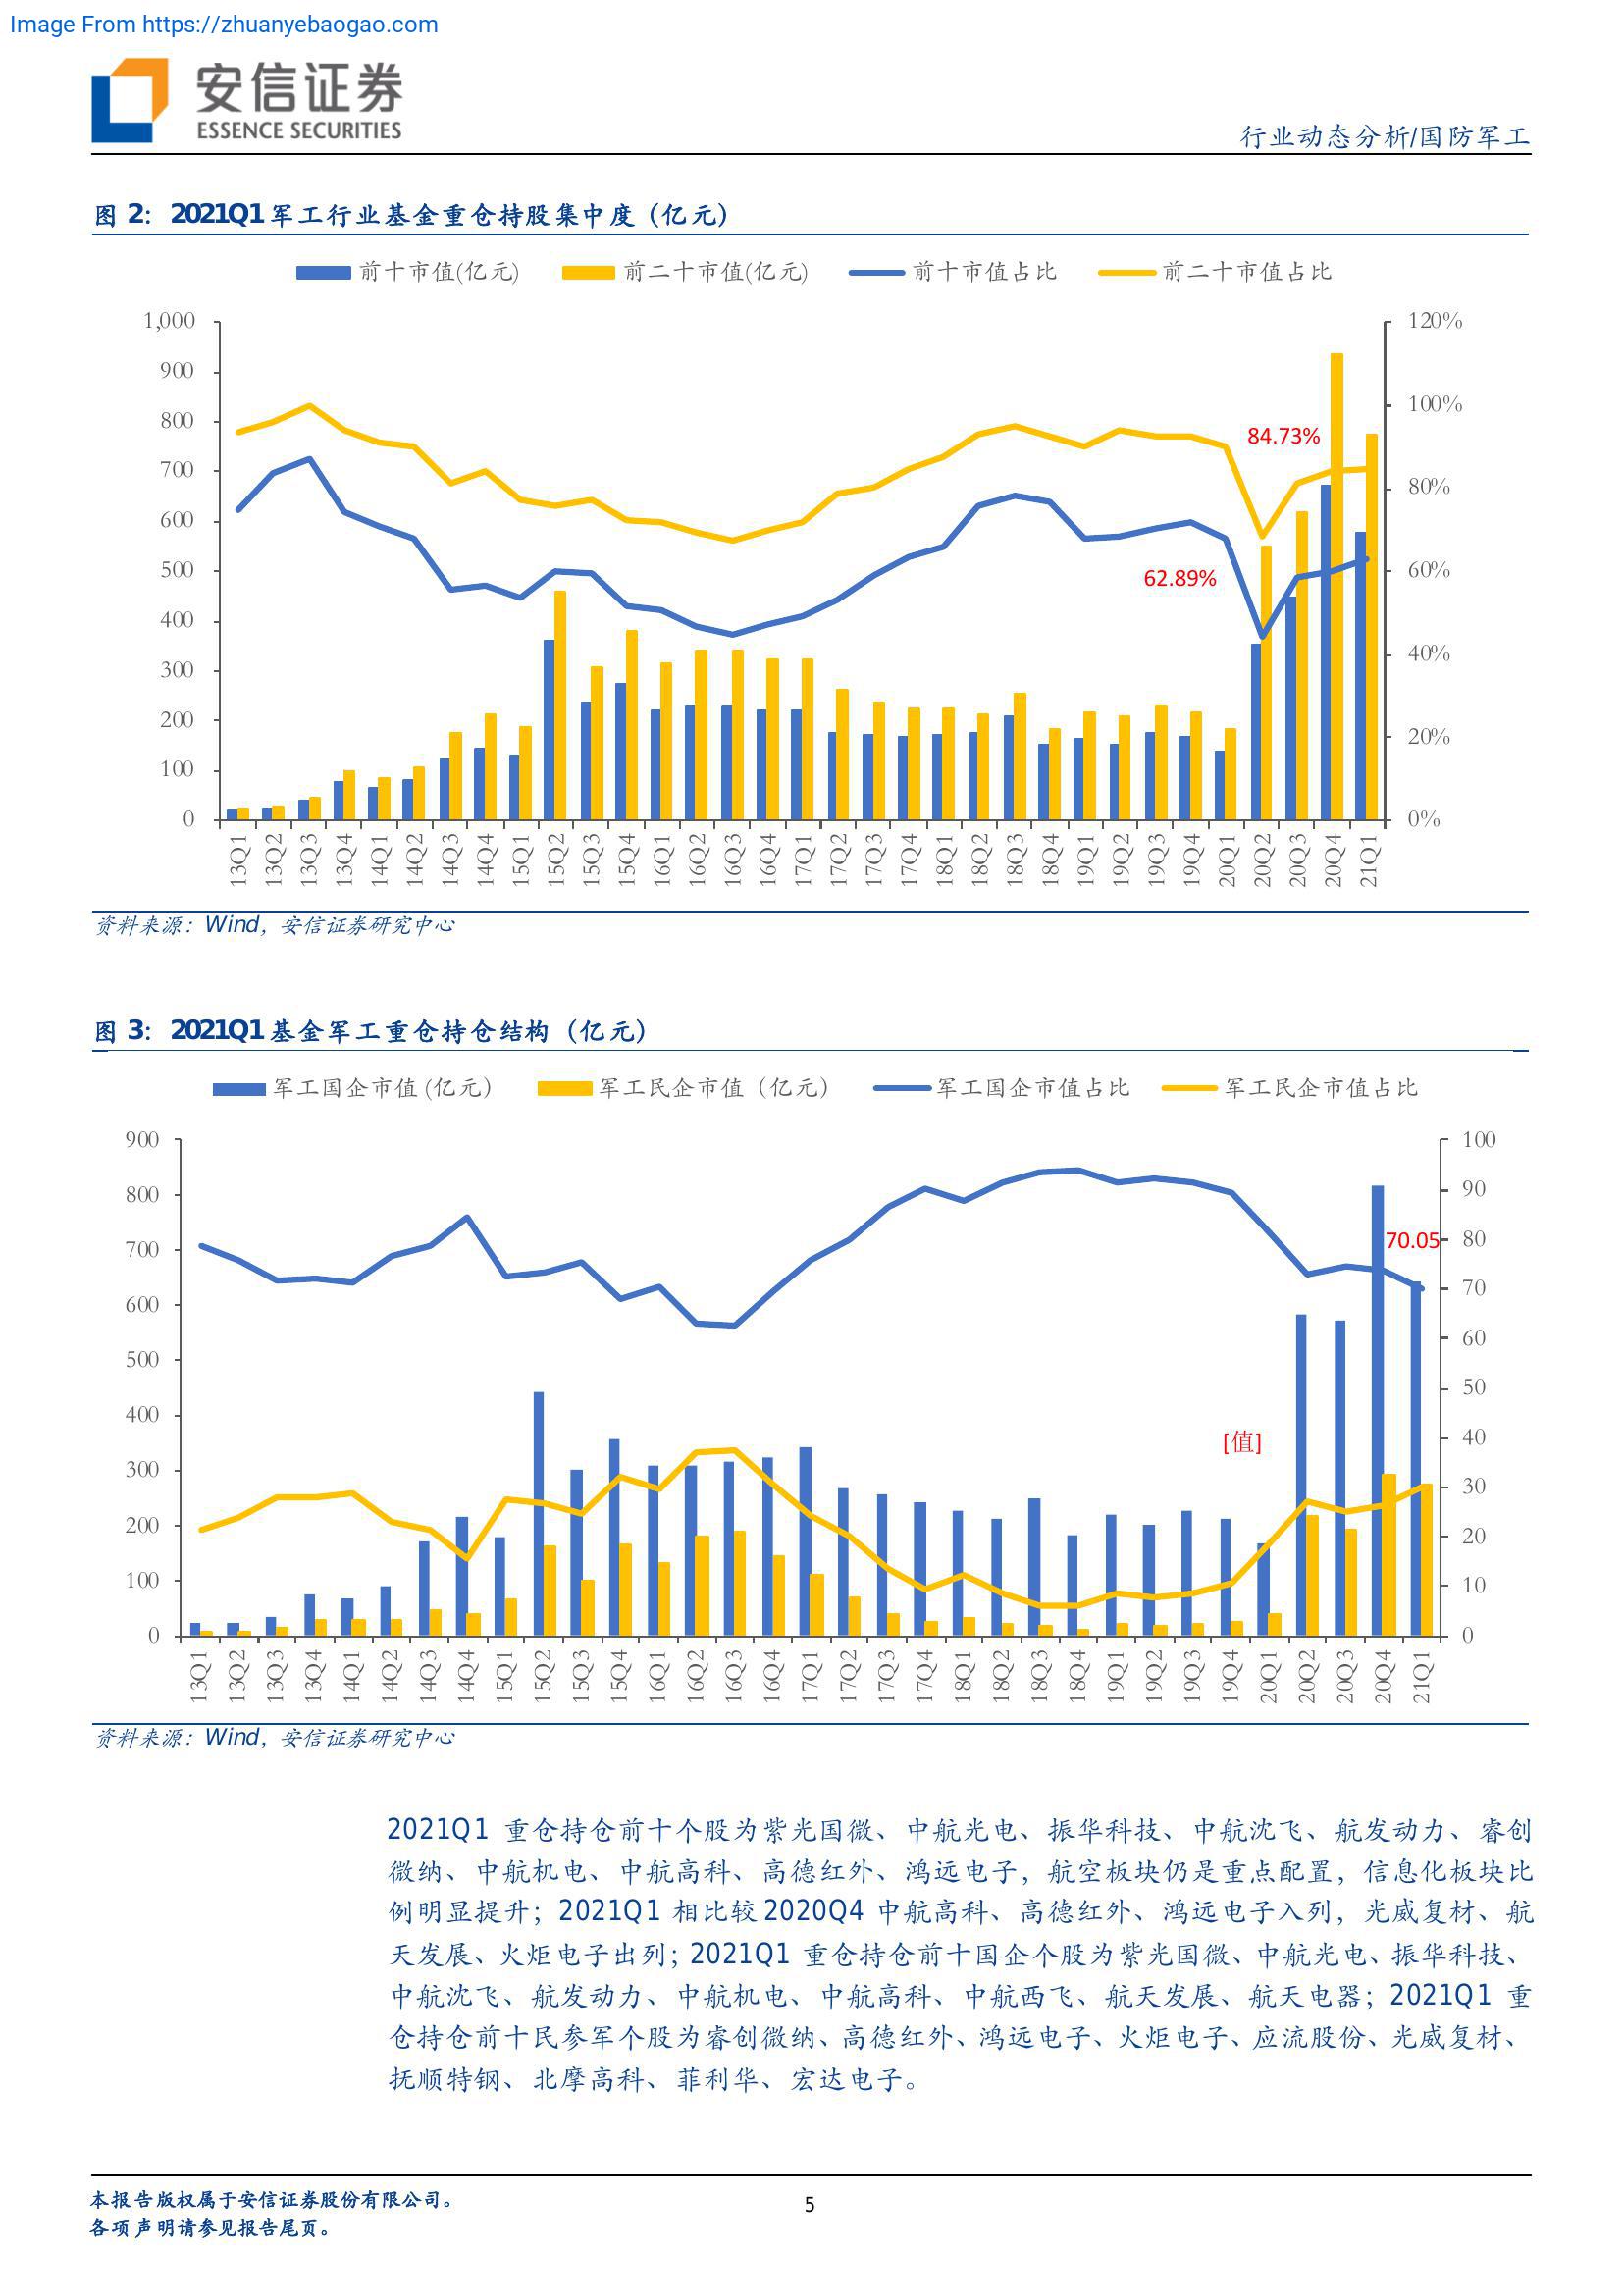 Image From https://zhuanyebaogao.com
安信证券
ESSENCE SECURITIES
行业动态分析/国防军工
图 2：2021Q1 军工行业基金重仓持股集中度（亿元）
前十市值(亿元) 前二十市值(亿元) 前十市值占比 前二十市值占比
1,000 120%
900
800 100%
84.73%
700
80%
600
500 60%
62.89%
400
40%
300
200
20%
100
0 0%
13Q1 13Q2 13Q3 13Q4 14Q1 14Q2 14Q3 14Q4 15Q1 15Q2 15Q3 15Q4 16Q1 16Q2 16Q3 16Q4 17Q1 17Q2 17Q3 17Q4 18Q1 18Q2 18Q3 18Q4 19Q1 19Q2 19Q3 19Q4 20Q1 20Q2 20Q3 20Q4 21Q1
资料来源：Wind，安信证券研究中心
图 3：2021Q1 基金军工重仓持仓结构（亿元）
军工国企市值 (亿元） 军工民企市值（亿元） 军工国企市值占比 军工民企市值占比
900 100
800 90
700 70.05 80
600 70
60
500
50
400
[值] 40
300
30
200
20
100
10
0 0
13Q1 13Q2 13Q3 13Q4 14Q1 14Q2 14Q3 14Q4 15Q1 15Q2 15Q3 15Q4 16Q1 16Q2 16Q3 16Q4 17Q1 17Q2 17Q3 17Q4 18Q1 18Q2 18Q3 18Q4 19Q1 19Q2 19Q3 19Q4 20Q1 20Q2 20Q3 20Q4 21Q1
资料来源：Wind，安信证券研究中心
2021Q1 重仓持仓前十个股为紫光国微、中航光电、振华科技、中航沈飞、航发动力、睿创
微纳、中航机电、中航高科、高德红外、鸿远电子，航空板块仍是重点配置，信息化板块比
例明显提升；2021Q1 相比较 2020Q4 中航高科、高德红外、鸿远电子入列，光威复材、航
天发展、火炬电子出列；2021Q1 重仓持仓前十国企个股为紫光国微、中航光电、振华科技、
中航沈飞、航发动力、中航机电、中航高科、中航西飞、航天发展、航天电器；2021Q1 重
仓持仓前十民参军个股为睿创微纳、高德红外、鸿远电子、火炬电子、应流股份、光威复材、
抚顺特钢、北摩高科、菲利华、宏达电子。
本报告版权属于安信证券股份有限公司。
5
各项声明请参见报告尾页。